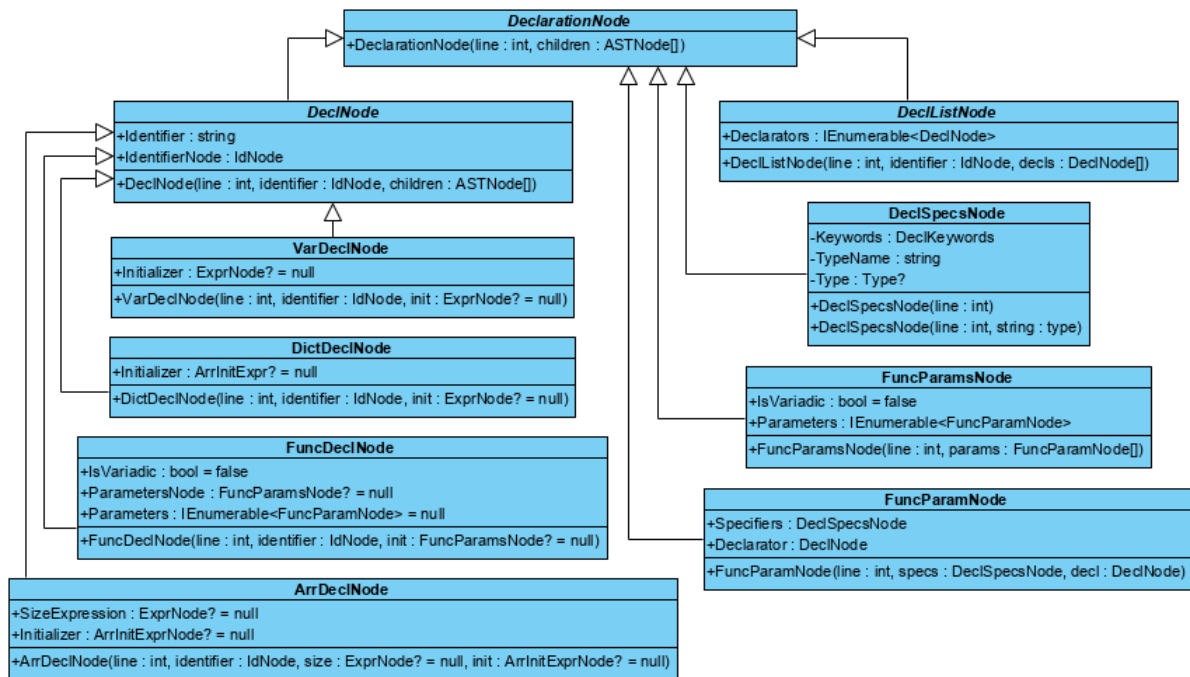 DeclarationNode
+DeclarationNode(line : int, children : ASTNode[])
DeclNode
+Identifier : string
+IdentifierNode : IdNode
+DeclNode(line : int, identifier : IdNode, children : ASTNode[])
DeclListNode
+Declarators : IEnumerable<DeclNode>
+DeclListNode(line : int, identifier : IdNode, decls : DeclNode[])
DeclSpecsNode
-Keywords : DeclKeywords
-TypeName : string
-Type : Type?
+DeclSpecsNode(line : int)
+DeclSpecsNode(line : int, string : type)
VarDeclNode
+Initializer : ExprNode? = null
+VarDeclNode(line : int, identifier : IdNode, init : ExprNode? = null)
DictDeclNode
+Initializer : ArrInitExpr? = null
+DictDeclNode(line : int, identifier : IdNode, init : ExprNode? = null)
FuncParamsNode
+IsVariadic : bool = false
+Parameters : IEnumerable<FuncParamNode>
+FuncParamsNode(line : int, params : FuncParamNode[])
FuncDeclNode
+IsVariadic : bool = false
+ParametersNode : FuncParamsNode? = null
+Parameters : IEnumerable<FuncParamNode> = null
+FuncDeclNode(line : int, identifier : IdNode, init : FuncParamsNode? = null)
FuncParamNode
+Specifiers : DeclSpecsNode
+Declarator : DeclNode
+FuncParamNode(line : int, specs : DeclSpecsNode, decl : DeclNode)
ArrDeclNode
+SizeExpression : ExprNode? = null
+Initializer : ArrInitExprNode? = null
+ArrDeclNode(line : int, identifier : IdNode, size : ExprNode? = null, init : ArrInitExprNode? = null)